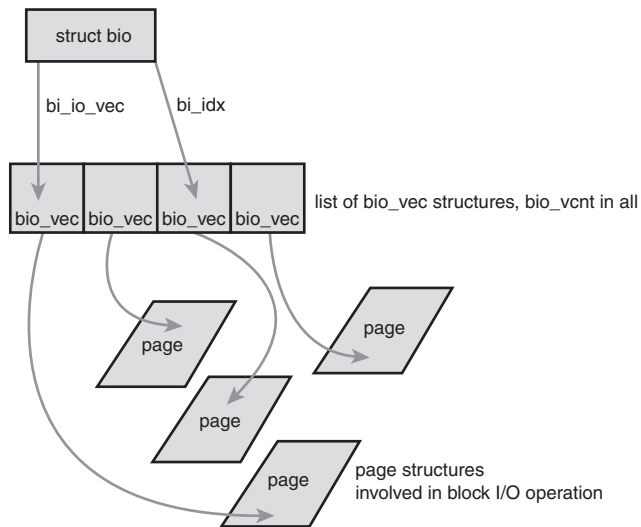 struct bio
bi_io_vec
bi_idx
bio_vec
bio_vec
bio_vec
bio_vec
list of bio_vec structures, bio_vcnt in all
page
page
page
page
page structures
involved in block I/O operation